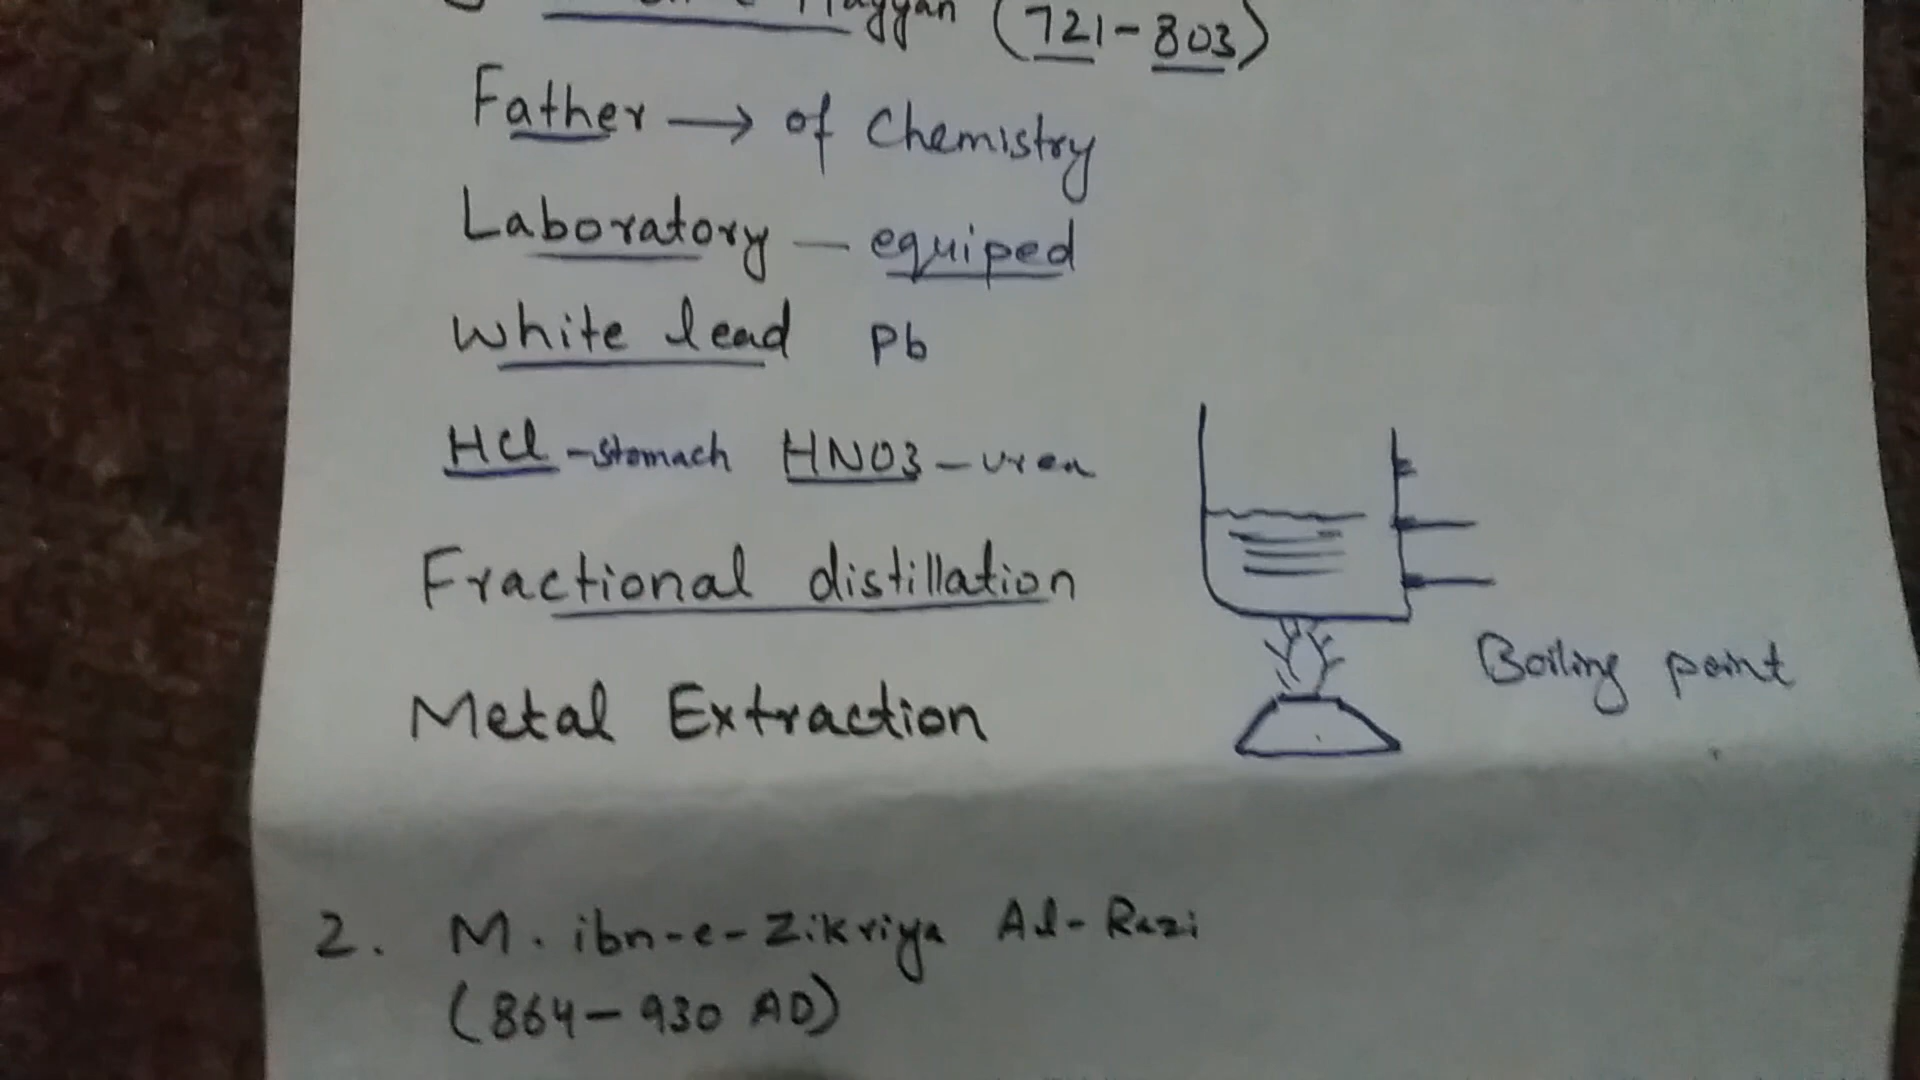 Hayyan (721-803)
Father → of Chemistry
Laboratory - equiped
White lead Pb
HCl - stomach HNO3 - urea
Fractional distillation
Boiling point
Metal Extraction
2. M. ibn-e-Zikriya Al-Razi
(864-930 AD)